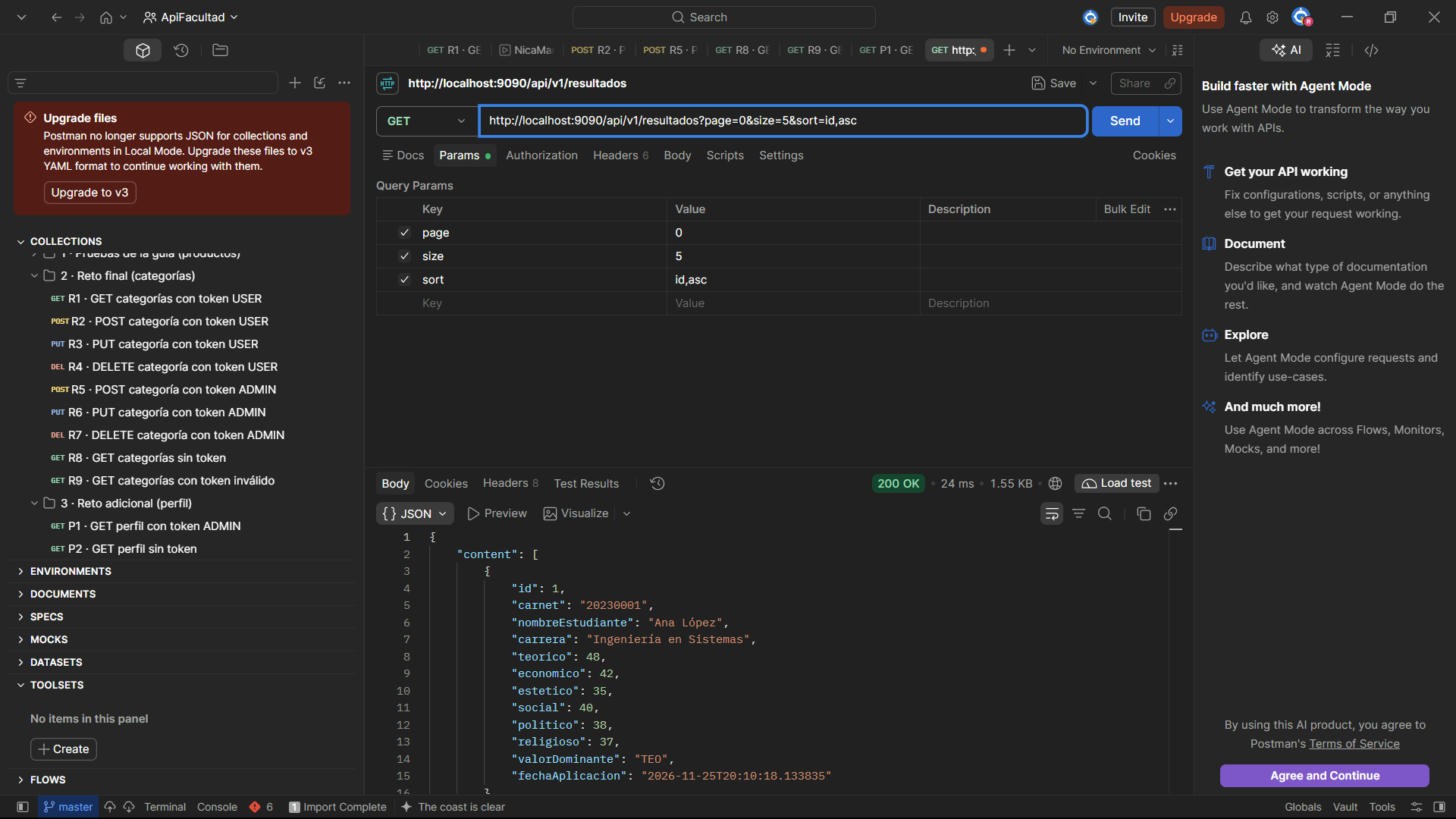 ApiFacultad
Search
Invite
Upgrade
GET R1 · GE
NicaMa
POST R2 · P
POST R5 · P
GET R8 · GE
GET R9 · GE
GET P1 · GE
GET http:
No Environment
AI
Upgrade files
Postman no longer supports JSON for collections and
environments in Local Mode. Upgrade these files to v3
YAML format to continue working with them.
Upgrade to v3
COLLECTIONS
1 · Pruebas de la guía (productos)
2 · Reto final (categorías)
GET R1 · GET categorías con token USER
POST R2 · POST categoría con token USER
PUT R3 · PUT categoría con token USER
DEL R4 · DELETE categoría con token USER
POST R5 · POST categoría con token ADMIN
PUT R6 · PUT categoría con token ADMIN
DEL R7 · DELETE categoría con token ADMIN
GET R8 · GET categorías sin token
GET R9 · GET categorías con token inválido
3 · Reto adicional (perfil)
GET P1 · GET perfil con token ADMIN
GET P2 · GET perfil sin token
ENVIRONMENTS
DOCUMENTS
SPECS
MOCKS
DATASETS
TOOLSETS
No items in this panel
Create
FLOWS
HTTP http://localhost:9090/api/v1/resultados
Save
Share
GET
http://localhost:9090/api/v1/resultados?page=0&size=5&sort=id,asc
Send
Docs Params Authorization Headers 6 Body Scripts Settings Cookies
Query Params
Key Value Description Bulk Edit
page 0
size 5
sort id,asc
Key Value Description
Body Cookies Headers 8 Test Results 200 OK • 24 ms • 1.55 KB Load test
{} JSON Preview Visualize
1 {
2 "content": [
3 {
4 "id": 1,
5 "carnet": "20230001",
6 "nombreEstudiante": "Ana López",
7 "carrera": "Ingeniería en Sistemas",
8 "teorico": 48,
9 "economico": 42,
10 "estetico": 35,
11 "social": 40,
12 "politico": 38,
13 "religioso": 37,
14 "valorDominante": "TEO",
15 "fechaAplicacion": "2026-11-25T20:10:18.133835"
16 }
Build faster with Agent Mode
Use Agent Mode to transform the way you
work with APIs.
Get your API working
Fix configurations, scripts, or anything
else to get your request working.
Document
Describe what type of documentation
you'd like, and watch Agent Mode do the
rest.
Explore
Let Agent Mode configure requests and
identify use-cases.
And much more!
Use Agent Mode across Flows, Monitors,
Mocks, and more!
By using this AI product, you agree to
Postman's Terms of Service
Agree and Continue
master
Terminal
Console
6
1 Import Complete
The coast is clear
Globals
Vault
Tools